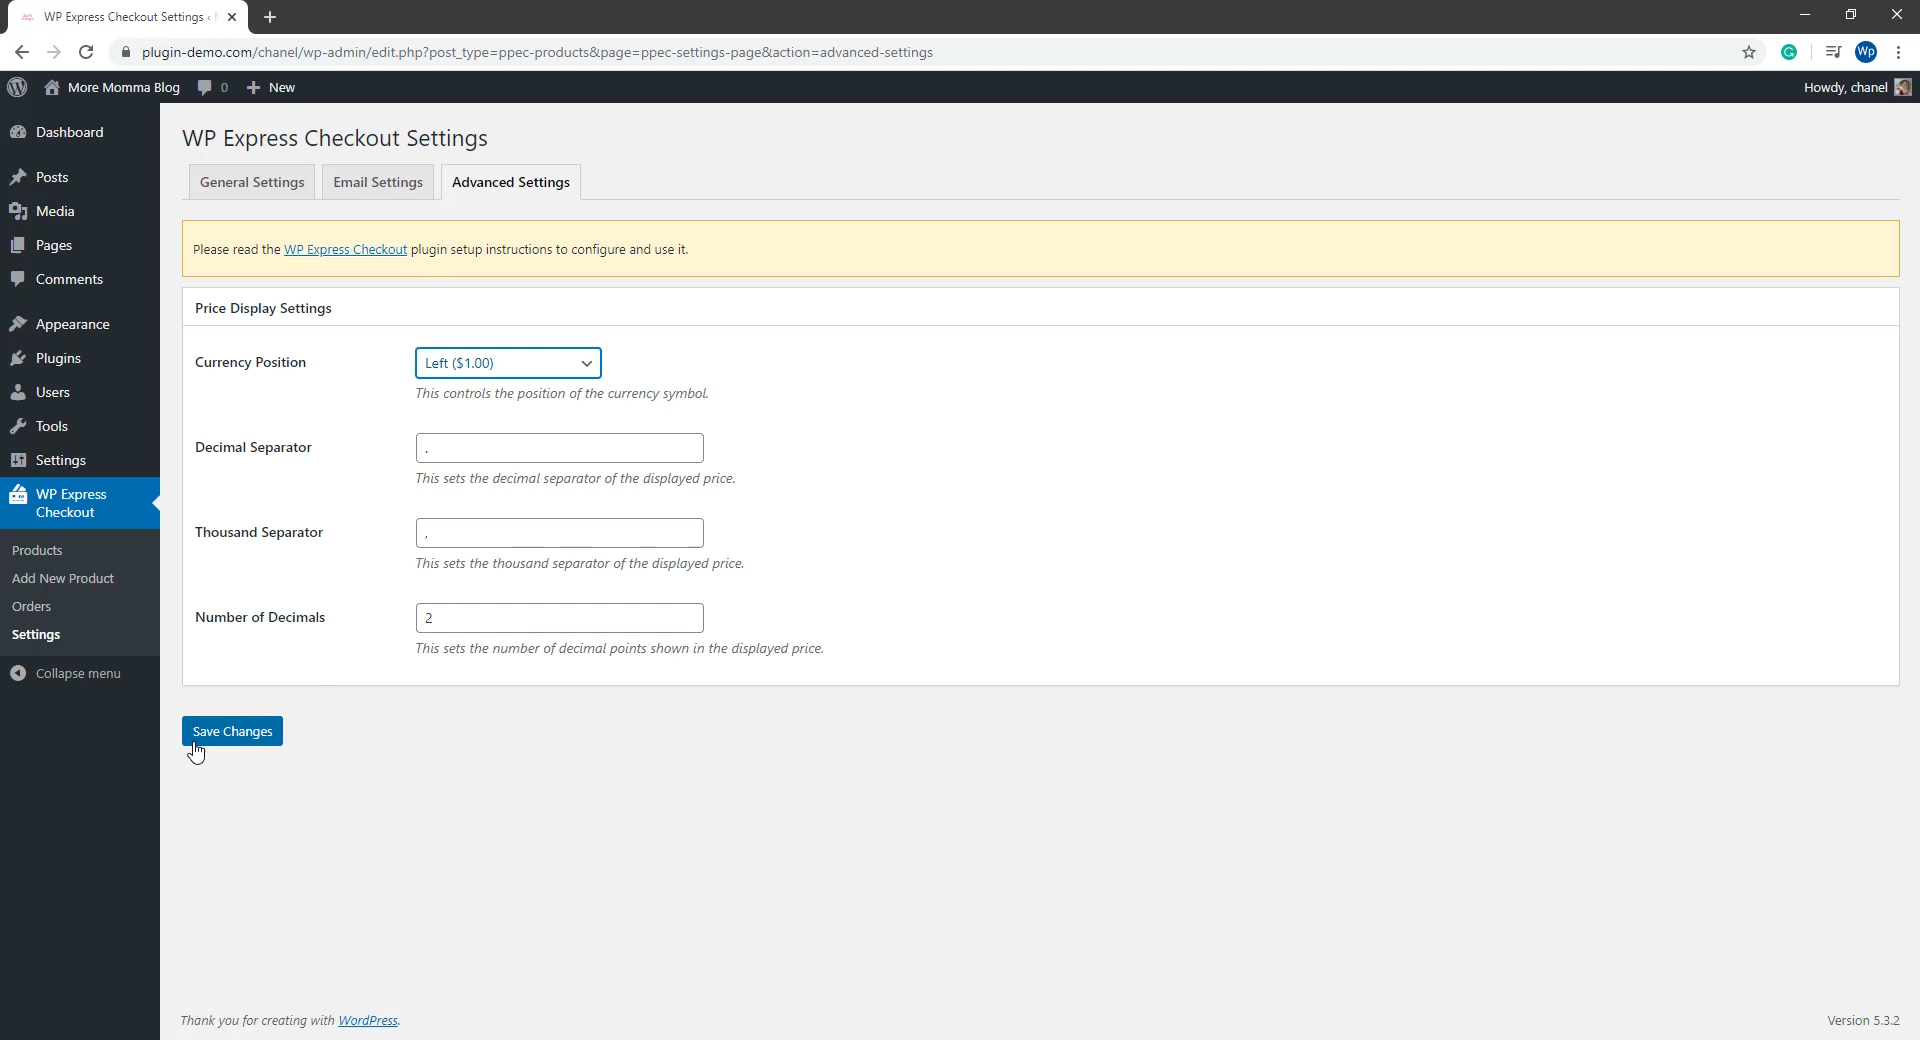 WP Express Checkout Settings ‹
plugin-demo.com/chanel/wp-admin/edit.php?post_type=ppec-products&page=ppec-settings-page&action=advanced-settings
Wp
More Momma Blog
0
New
Howdy, chanel
Dashboard
Posts
Media
Pages
Comments
Appearance
Plugins
Users
Tools
Settings
WP Express
Checkout
Products
Add New Product
Orders
Settings
Collapse menu
WP Express Checkout Settings
General Settings
Email Settings
Advanced Settings
Please read the WP Express Checkout plugin setup instructions to configure and use it.
Price Display Settings
Currency Position
Left ($1.00)
This controls the position of the currency symbol.
Decimal Separator
.
This sets the decimal separator of the displayed price.
Thousand Separator
,
This sets the thousand separator of the displayed price.
Number of Decimals
2
This sets the number of decimal points shown in the displayed price.
Save Changes
Thank you for creating with WordPress.
Version 5.3.2